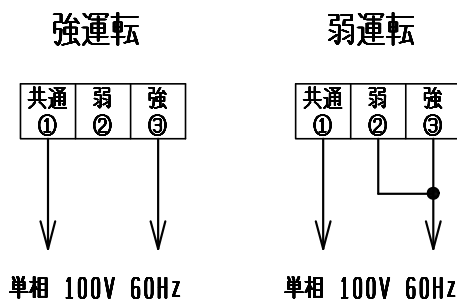 強運転 弱運転
共通 弱 強 共通 弱 強
① ② ③ ① ② ③
単相 100V 60Hz 単相 100V 60Hz